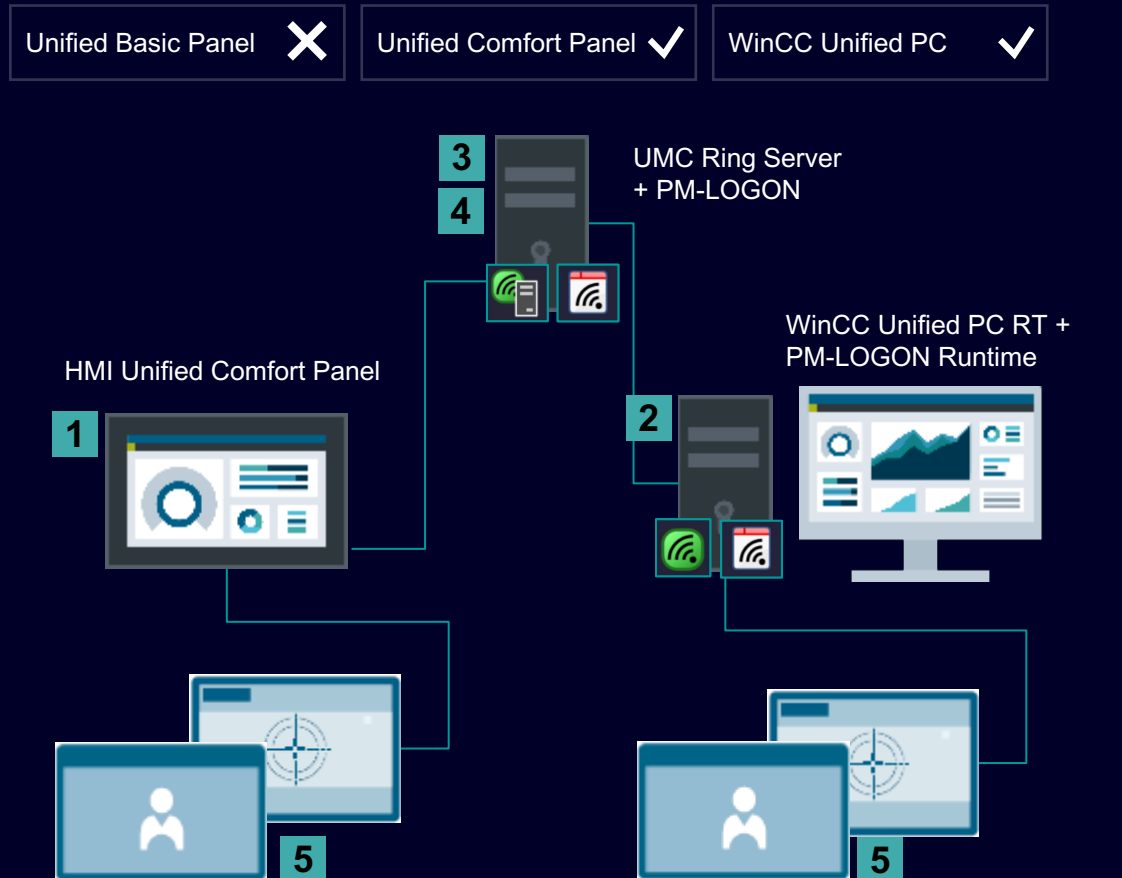 Unified Basic Panel
Unified Comfort Panel
WinCC Unified PC
3
4
UMC Ring Server
+ PM-LOGON
WinCC Unified PC RT +
PM-LOGON Runtime
HMI Unified Comfort Panel
1
2
5
5